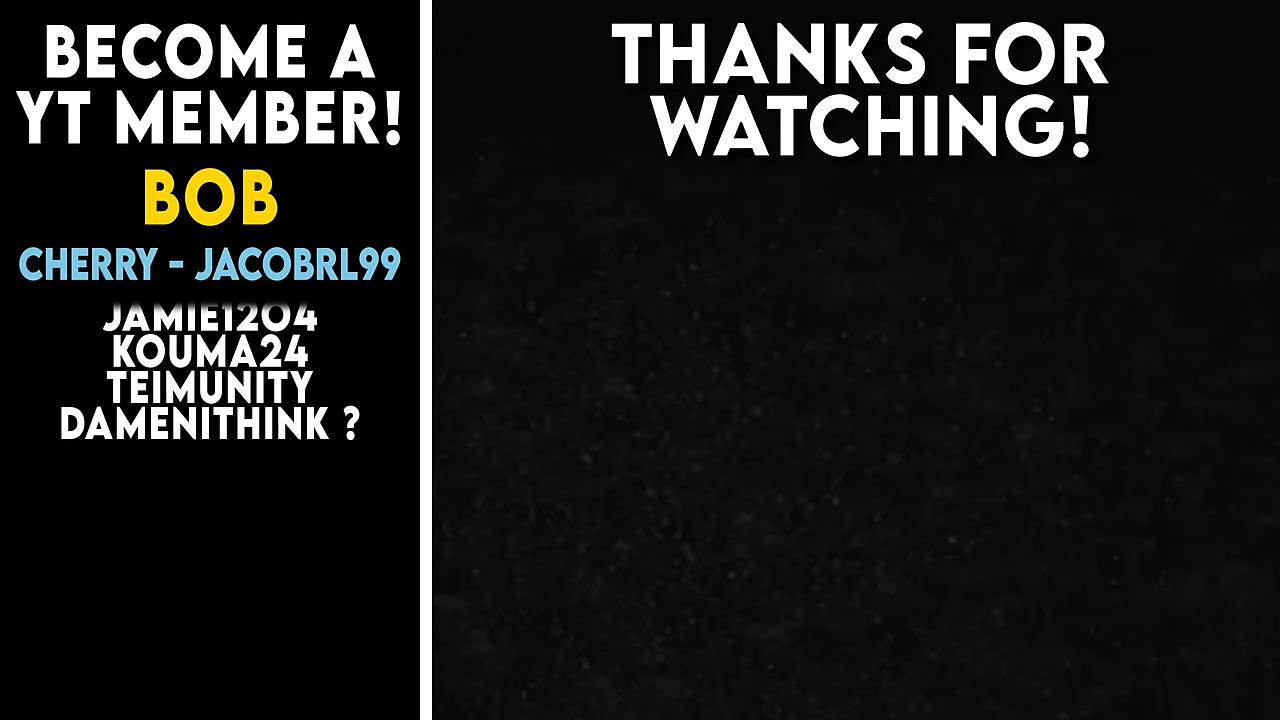 BECOME A
YT MEMBER!
BOB
CHERRY - JACOBRL99
JAMIE1204
KOUMA24
TEIMUNITY
DAMENITHINK ?
THANKS FOR
WATCHING!